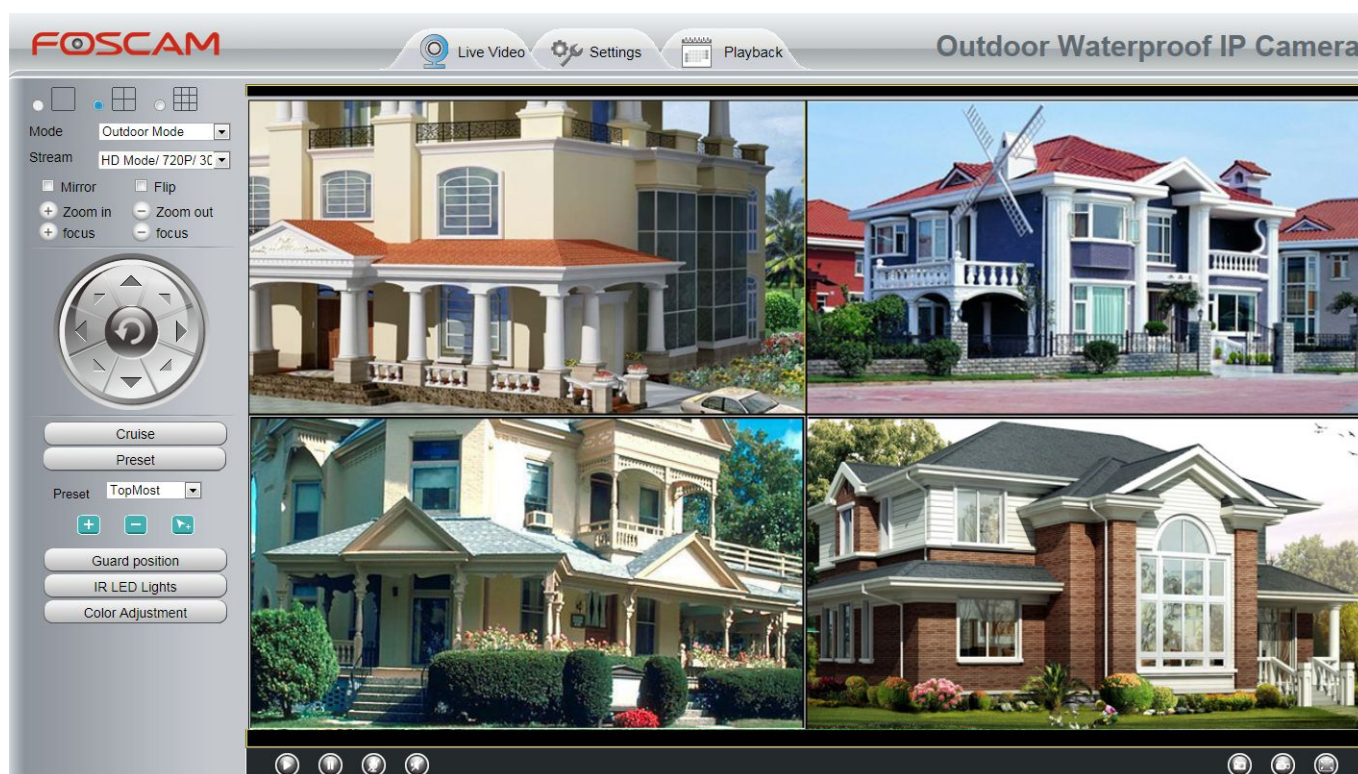 FOSCAM
Live Video
Settings
Playback
Outdoor Waterproof IP Camera
Mode
Outdoor Mode
Stream
HD Mode/ 720P/ 30
Mirror
Flip
Zoom in
Zoom out
focus
focus
Cruise
Preset
Preset
TopMost
Guard position
IR LED Lights
Color Adjustment